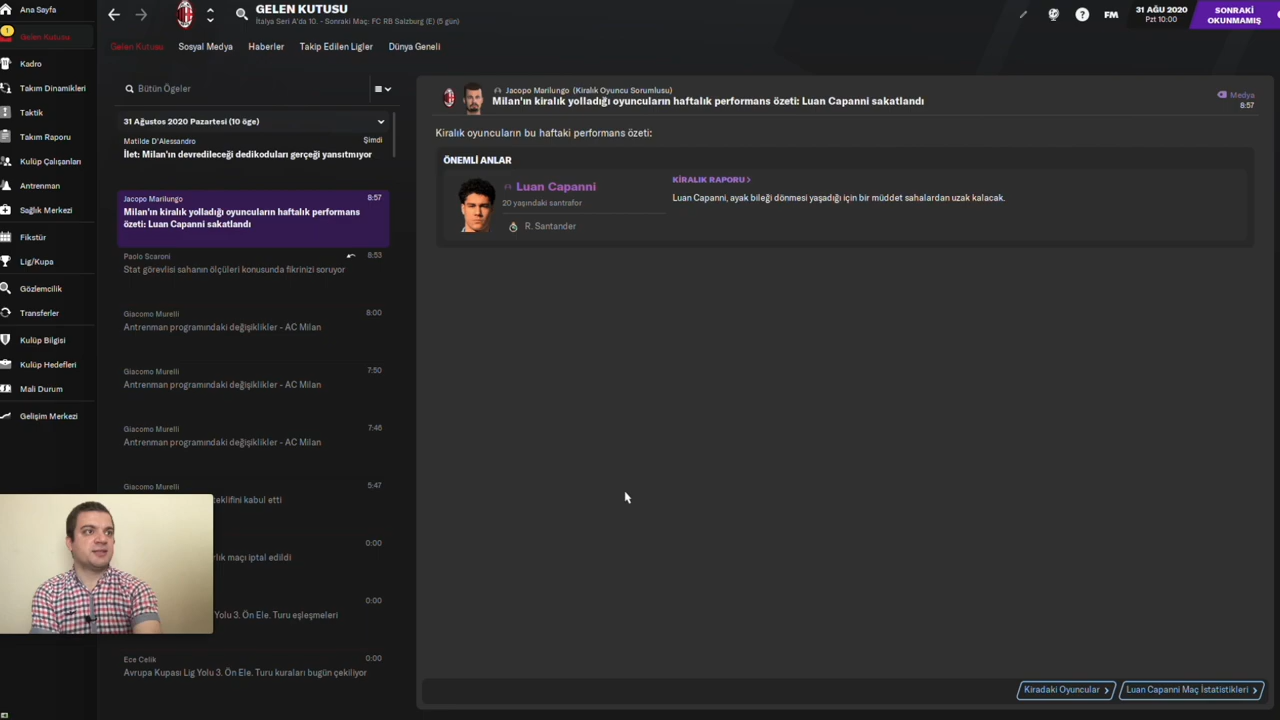 Ana Sayfa
1
Gelen Kutusu
Kadro
Takım Dinamikleri
Taktik
Takım Raporu
Kulüp Çalışanları
Antrenman
Sağlık Merkezi
Fikstür
Lig/Kupa
Gözlemcilik
Transferler
Kulüp Bilgisi
Kulüp Hedefleri
Mali Durum
Gelişim Merkezi
GELEN KUTUSU
İtalya Seri A'da 10. - Sonraki Maç: FC RB Salzburg (E) (5 gün)
FM
31 AĞU 2020
Pzt 10:00
SONRAKİ
OKUNMAMIŞ
Gelen Kutusu
Sosyal Medya
Haberler
Takip Edilen Ligler
Dünya Geneli
Bütün Ögeler
31 Ağustos 2020 Pazartesi (10 öge)
Matilde D'Alessandro
Şimdi
İlet: Milan'ın devredileceği dedikoduları gerçeği yansıtmıyor
Jacopo Marilungo
8:57
Milan'ın kiralık yolladığı oyuncuların haftalık performans
özeti: Luan Capanni sakatlandı
Paolo Scaroni
8:53
Stat görevlisi sahanın ölçüleri konusunda fikrinizi soruyor
Giacomo Murelli
8:00
Antrenman programındaki değişiklikler - AC Milan
Giacomo Murelli
7:50
Antrenman programındaki değişiklikler - AC Milan
Giacomo Murelli
7:46
Antrenman programındaki değişiklikler - AC Milan
Giacomo Murelli
5:47
teklifini kabul etti
0:00
rlık maçı iptal edildi
0:00
Yolu 3. Ön Ele. Turu eşleşmeleri
Ece Celik
0:00
Avrupa Kupası Lig Yolu 3. Ön Ele. Turu kuraları bugün çekiliyor
Jacopo Marilungo (Kiralık Oyuncu Sorumlusu)
Milan'ın kiralık yolladığı oyuncuların haftalık performans özeti: Luan Capanni sakatlandı
Medya
8:57
Kiralık oyuncuların bu haftaki performans özeti:
ÖNEMLİ ANLAR
Luan Capanni
20 yaşındaki santrafor
R. Santander
KİRALIK RAPORU
Luan Capanni, ayak bileği dönmesi yaşadığı için bir müddet sahalardan uzak kalacak.
Kiradaki Oyuncular
Luan Capanni Maç İstatistikleri